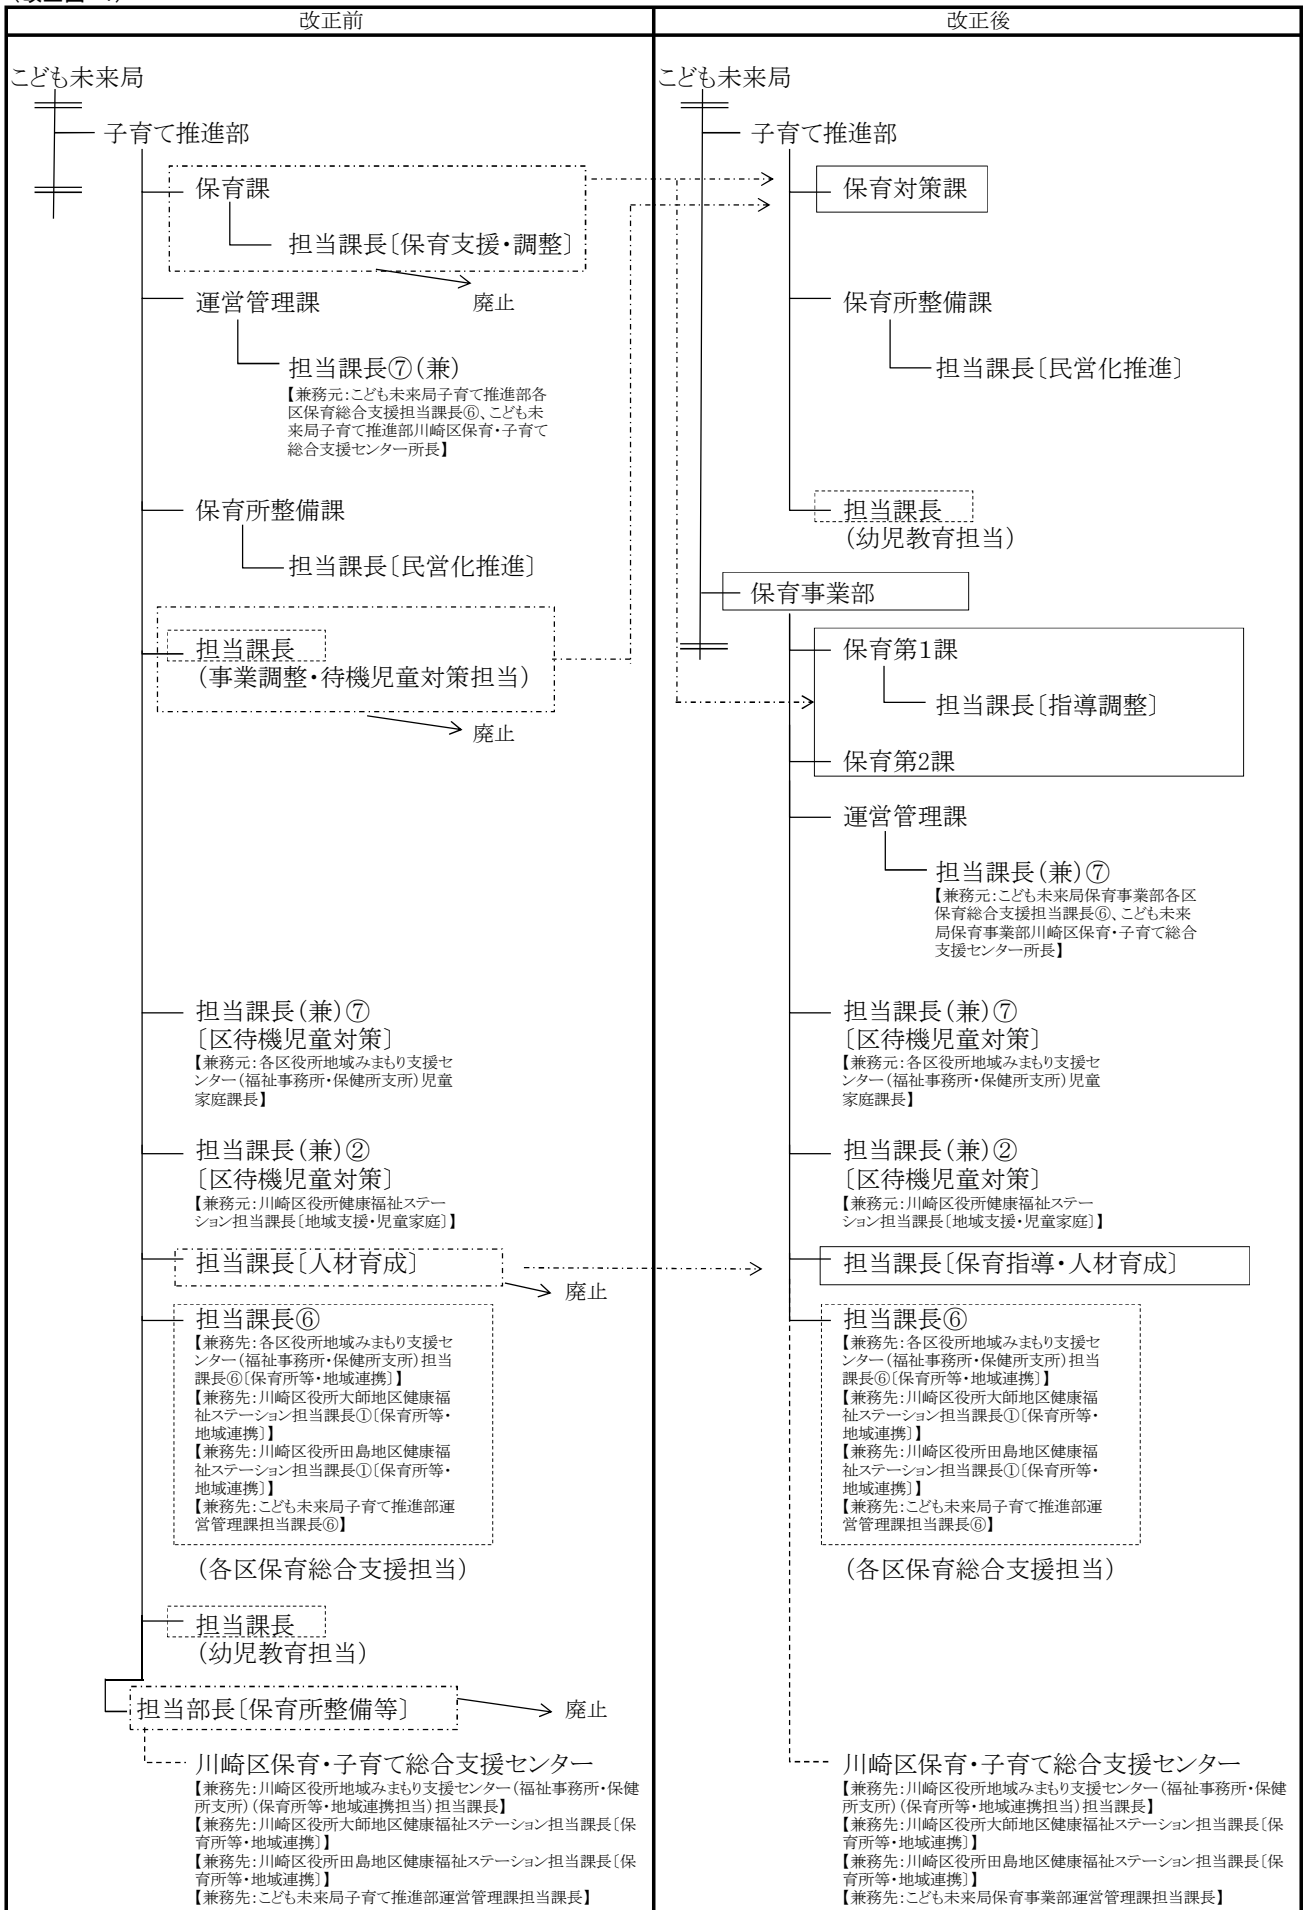 改正前
こども未来局
子育て推進部
保育課
担当課長〔保育支援・調整〕
廃止
運営管理課
担当課長⑦(兼)
【兼務元:こども未来局子育て推進部各
区保育総合支援担当課長⑥、こども未
来局子育て推進部川崎区保育・子育て
総合支援センター所長】
保育所整備課
担当課長〔民営化推進〕
担当課長
(事業調整・待機児童対策担当)
廃止
担当課長(兼)⑦
〔区待機児童対策〕
【兼務元:各区役所地域みまもり支援セ
ンター(福祉事務所・保健所支所)児童
家庭課長】
担当課長(兼)②
〔区待機児童対策〕
【兼務元:川崎区役所健康福祉ステー
ション担当課長〔地域支援・児童家庭〕】
担当課長〔人材育成〕
廃止
担当課長⑥
【兼務先:各区役所地域みまもり支援セ
ンター(福祉事務所・保健所支所)担当
課長⑥〔保育所等・地域連携〕】
【兼務先:川崎区役所大師地区健康福
祉ステーション担当課長①〔保育所等・
地域連携〕】
【兼務先:川崎区役所田島地区健康福
祉ステーション担当課長①〔保育所等・
地域連携〕】
【兼務先:こども未来局子育て推進部運
営管理課担当課長⑥】
(各区保育総合支援担当)
担当課長
(幼児教育担当)
担当部長〔保育所整備等〕
廃止
川崎区保育・子育て総合支援センター
【兼務先:川崎区役所地域みまもり支援センター(福祉事務所・保健
所支所)(保育所等・地域連携担当)担当課長】
【兼務先:川崎区役所大師地区健康福祉ステーション担当課長〔保
育所等・地域連携〕】
【兼務先:川崎区役所田島地区健康福祉ステーション担当課長〔保
育所等・地域連携〕】
【兼務先:こども未来局子育て推進部運営管理課担当課長】
改正後
こども未来局
子育て推進部
保育対策課
保育所整備課
担当課長〔民営化推進〕
担当課長
(幼児教育担当)
保育事業部
保育第1課
担当課長〔指導調整〕
保育第2課
運営管理課
担当課長(兼)⑦
【兼務元:こども未来局保育事業部各区
保育総合支援担当課長⑥、こども未来
局保育事業部川崎区保育・子育て総合
支援センター所長】
担当課長(兼)⑦
〔区待機児童対策〕
【兼務元:各区役所地域みまもり支援セ
ンター(福祉事務所・保健所支所)児童
家庭課長】
担当課長(兼)②
〔区待機児童対策〕
【兼務元:川崎区役所健康福祉ステー
ション担当課長〔地域支援・児童家庭〕】
担当課長〔保育指導・人材育成〕
担当課長⑥
【兼務先:各区役所地域みまもり支援セ
ンター(福祉事務所・保健所支所)担当
課長⑥〔保育所等・地域連携〕】
【兼務先:川崎区役所大師地区健康福
祉ステーション担当課長①〔保育所等・
地域連携〕】
【兼務先:川崎区役所田島地区健康福
祉ステーション担当課長①〔保育所等・
地域連携〕】
【兼務先:こども未来局子育て推進部運
営管理課担当課長⑥】
(各区保育総合支援担当)
川崎区保育・子育て総合支援センター
【兼務先:川崎区役所地域みまもり支援センター(福祉事務所・保健
所支所)(保育所等・地域連携担当)担当課長】
【兼務先:川崎区役所大師地区健康福祉ステーション担当課長〔保
育所等・地域連携〕】
【兼務先:川崎区役所田島地区健康福祉ステーション担当課長〔保
育所等・地域連携〕】
【兼務先:こども未来局保育事業部運営管理課担当課長】